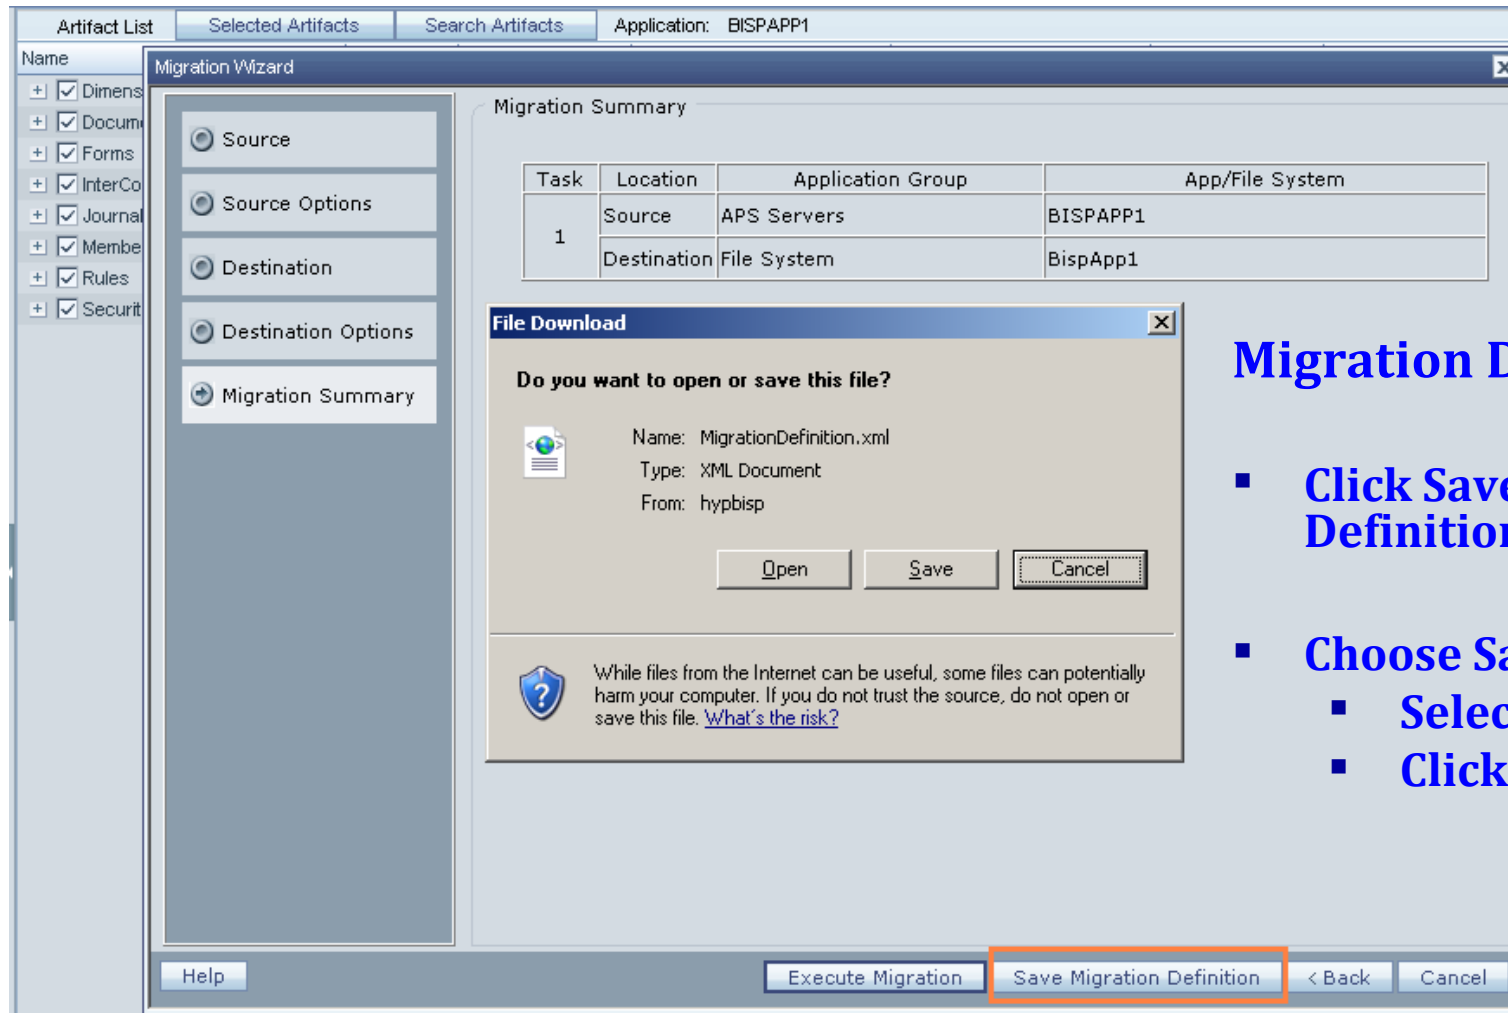 Artifact List Selected Artifacts Search Artifacts Application: BISPAPP1
Name
Migration Wizard
Dimens
Docum
Forms
InterCo
Journal
Membe
Rules
Securit
Source
Source Options
Destination
Destination Options
Migration Summary
Migration Summary
Task Location Application Group App/File System
1
Source APS Servers BISPAPP1
Destination File System BispApp1
File Download
Do you want to open or save this file?
Name: MigrationDefinition.xml
Type: XML Document
From: hypbisp
Open Save Cancel
While files from the Internet can be useful, some files can potentially
harm your computer. If you do not trust the source, do not open or
save this file. What's the risk?
Migration D
Click Save
Definition
Choose Sa
Selec
Click
Help Execute Migration Save Migration Definition < Back Cancel